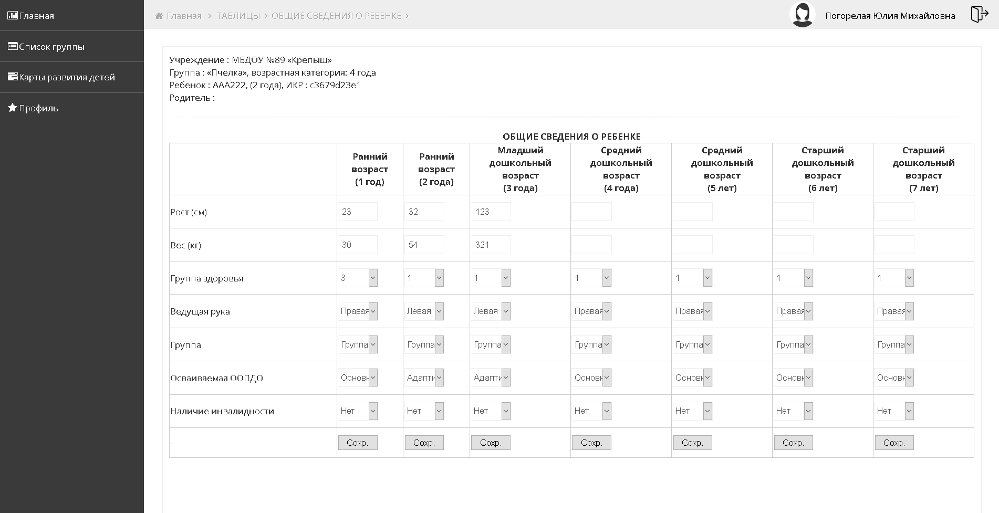 Главная
Список группы
Карты развития детей
Профиль
Главная > ТАБЛИЦЫ > ОБЩИЕ СВЕДЕНИЯ О РЕБЕНКЕ >
Погорелая Юлия Михайловна
Учреждение : МБДОУ №89 «Крепыш»
Группа : «Пчелка», возрастная категория: 4 года
Ребенок : ААА222, (2 года), ИКР : c3679d23e1
Родитель :
ОБЩИЕ СВЕДЕНИЯ О РЕБЕНКЕ
Ранний возраст (1 год) Ранний возраст (2 года) Младший дошкольный возраст (3 года) Средний дошкольный возраст (4 года) Средний дошкольный возраст (5 лет) Старший дошкольный возраст (6 лет) Старший дошкольный возраст (7 лет)
Рост (см) 23 32 123
Вес (кг) 30 54 321
Группа здоровья 3 1 1 1 1 1 1
Ведущая рука Правая Левая Левая Правая Правая Правая Правая
Группа Группа Группа Группа Группа Группа Группа Группа
Осваиваемая ООПДО Основн Адапти Адапти Основн Основн Основн Основн
Наличие инвалидности Нет Нет Нет Нет Нет Нет Нет
- Сохр. Сохр. Сохр. Сохр. Сохр. Сохр. Сохр.